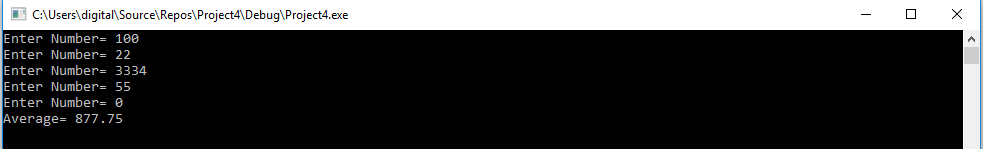 C:\Users\digital\Source\Repos\Project4\Debug\Project4.exe
Enter Number= 100
Enter Number= 22
Enter Number= 3334
Enter Number= 55
Enter Number= 0
Average= 877.75